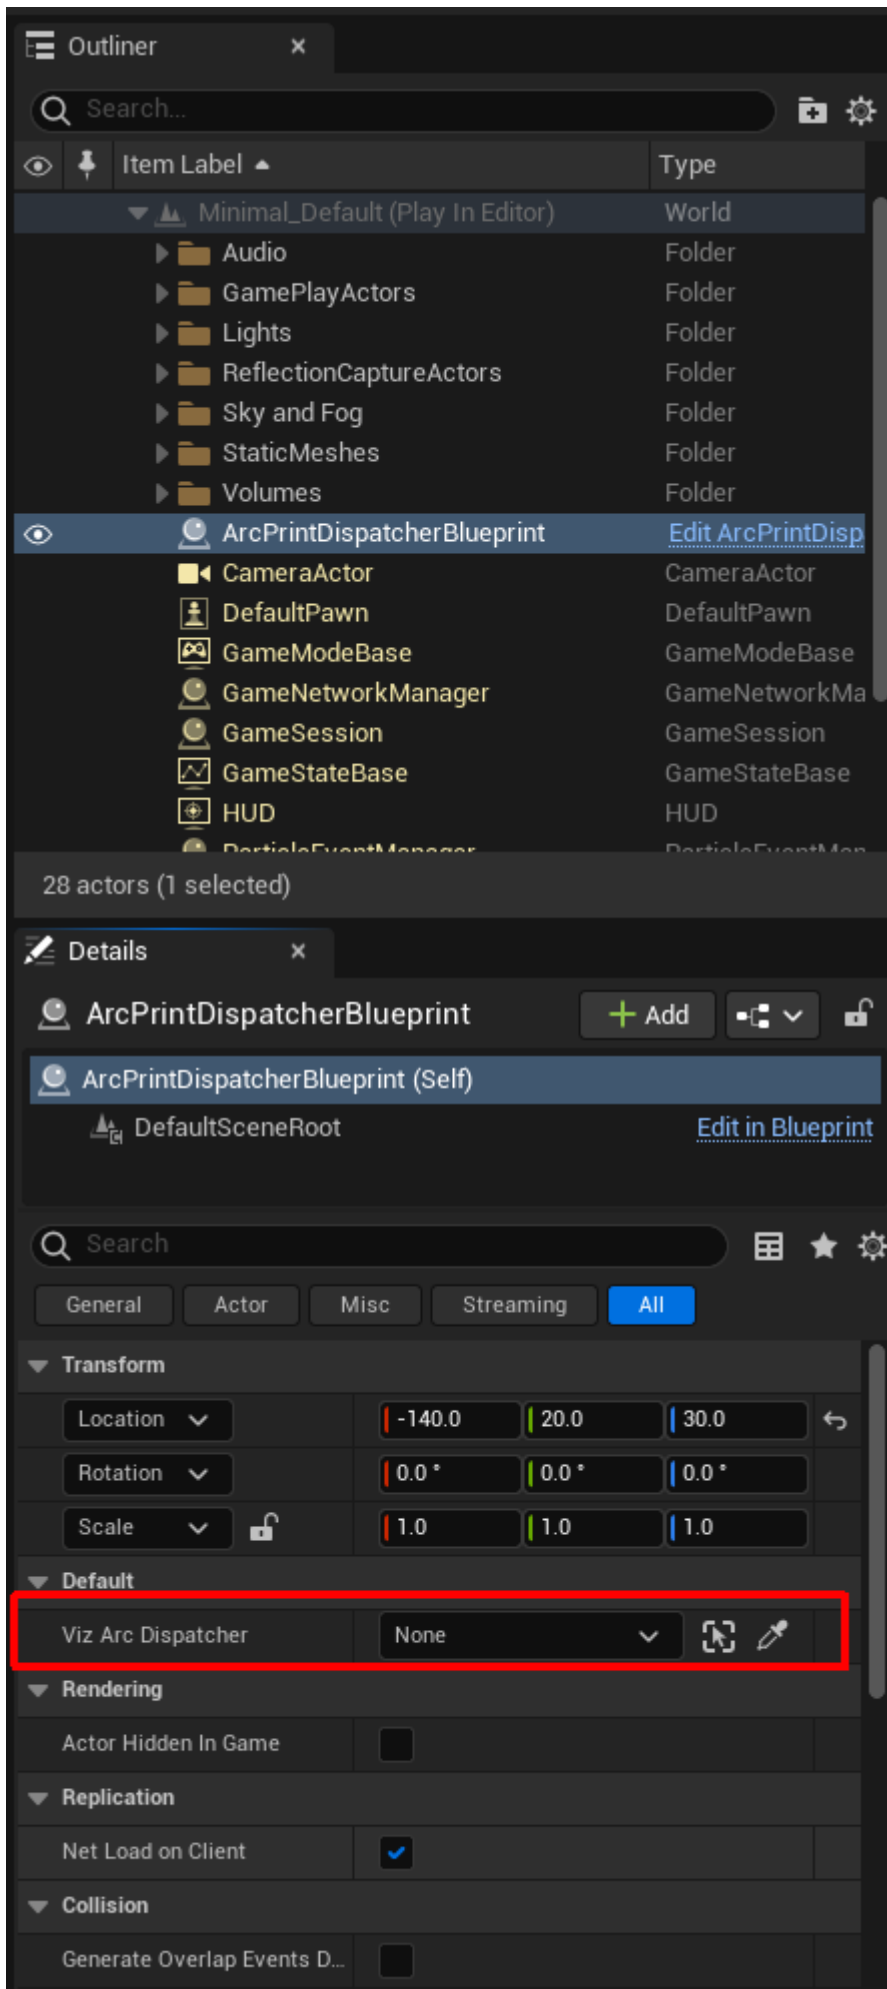 Outliner
Search...
Item Label Type
Minimal_Default (Play In Editor) World
Audio Folder
GamePlayActors Folder
Lights Folder
ReflectionCaptureActors Folder
Sky and Fog Folder
StaticMeshes Folder
Volumes Folder
ArcPrintDispatcherBlueprint Edit ArcPrintDisp
CameraActor CameraActor
DefaultPawn DefaultPawn
GameModeBase GameModeBase
GameNetworkManager GameNetworkMa
GameSession GameSession
GameStateBase GameStateBase
HUD HUD
ParticleEventManager ParticleEventMan
28 actors (1 selected)
Details
ArcPrintDispatcherBlueprint Add
ArcPrintDispatcherBlueprint (Self)
DefaultSceneRoot Edit in Blueprint
Search
General Actor Misc Streaming All
Transform
Location -140.0 20.0 30.0
Rotation 0.0 ° 0.0 ° 0.0 °
Scale 1.0 1.0 1.0
Default
Viz Arc Dispatcher None
Rendering
Actor Hidden In Game
Replication
Net Load on Client
Collision
Generate Overlap Events D...